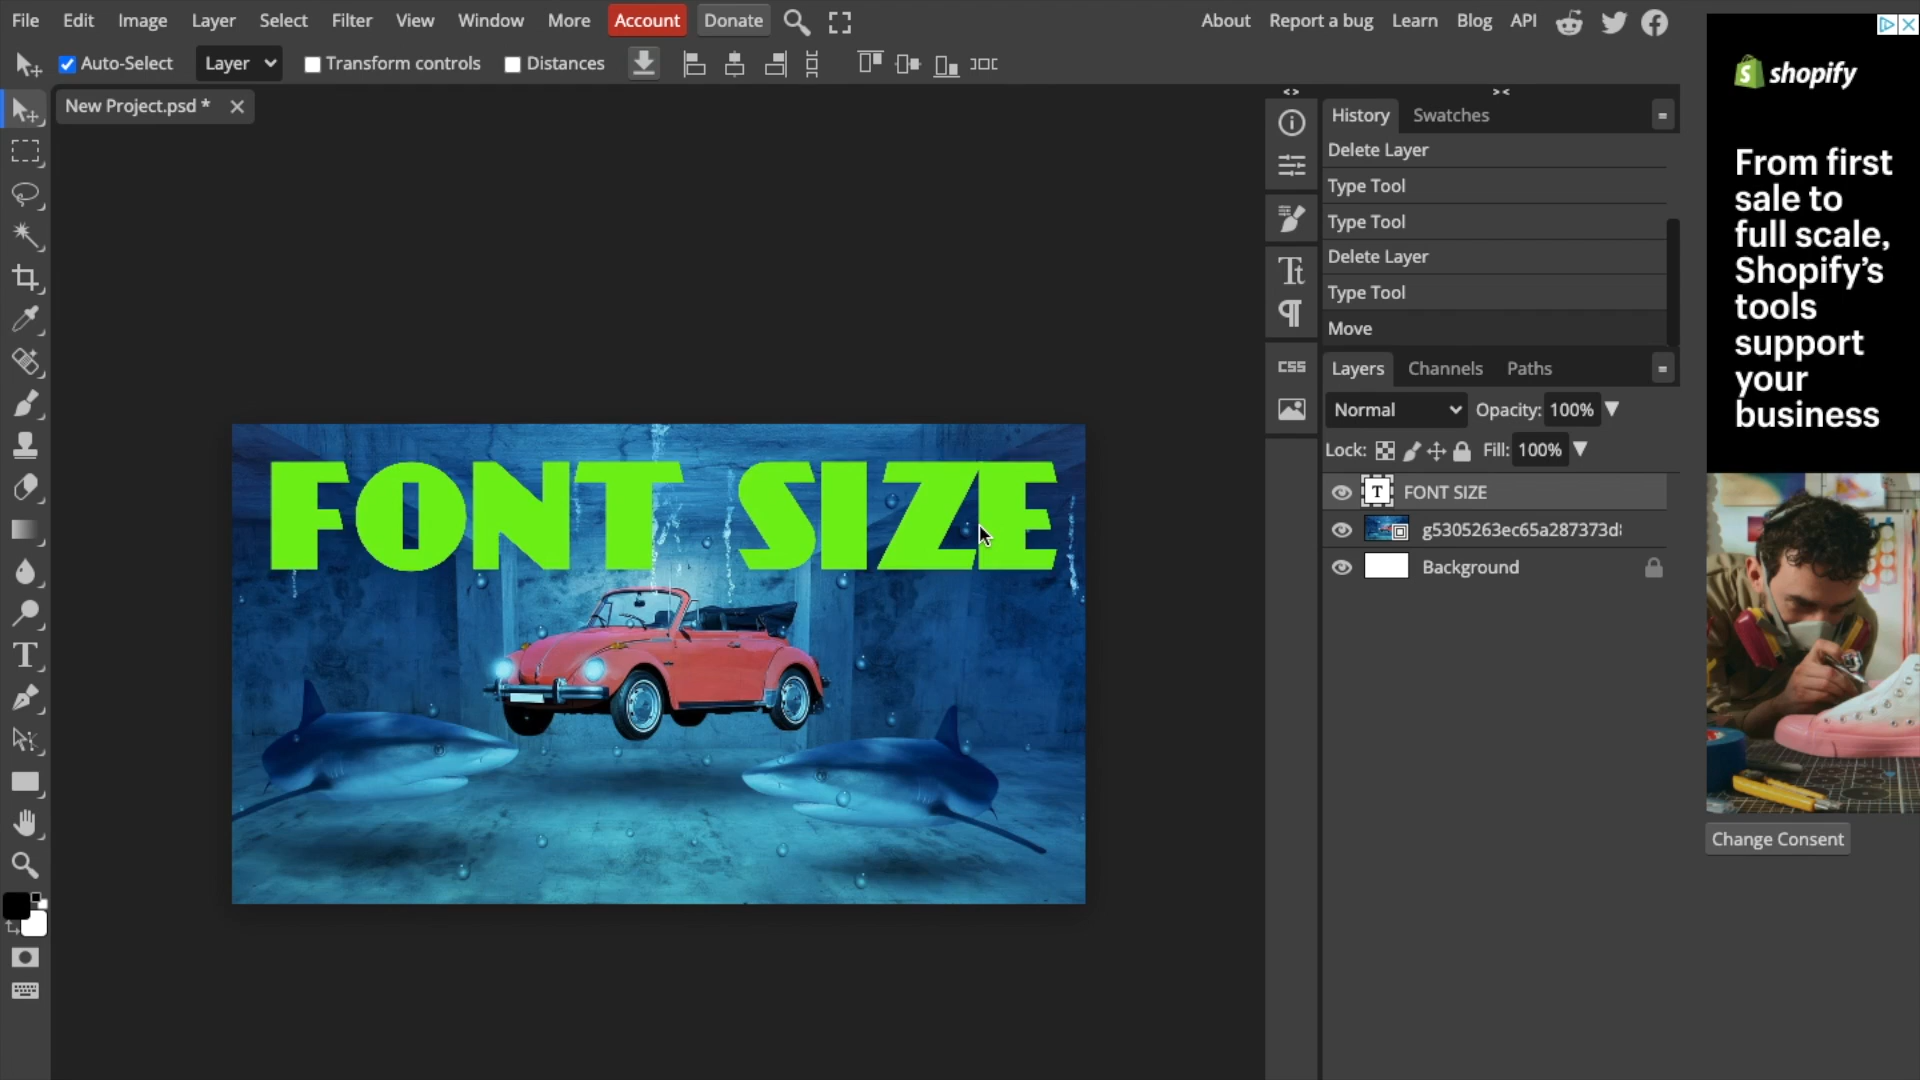 File Edit Image Layer Select Filter View Window More Account Donate About Report a bug Learn Blog API
Auto-Select Layer Transform controls Distances
New Project.psd *
History Swatches
Delete Layer
Type Tool
Type Tool
Delete Layer
Type Tool
Move
Layers Channels Paths
Normal Opacity: 100%
Lock: Fill: 100%
FONT SIZE
g5305263ec65a287373d
Background
CSS
FONT SIZE
shopify
From first
sale to
full scale,
Shopify's
tools
support
your
business
Change Consent